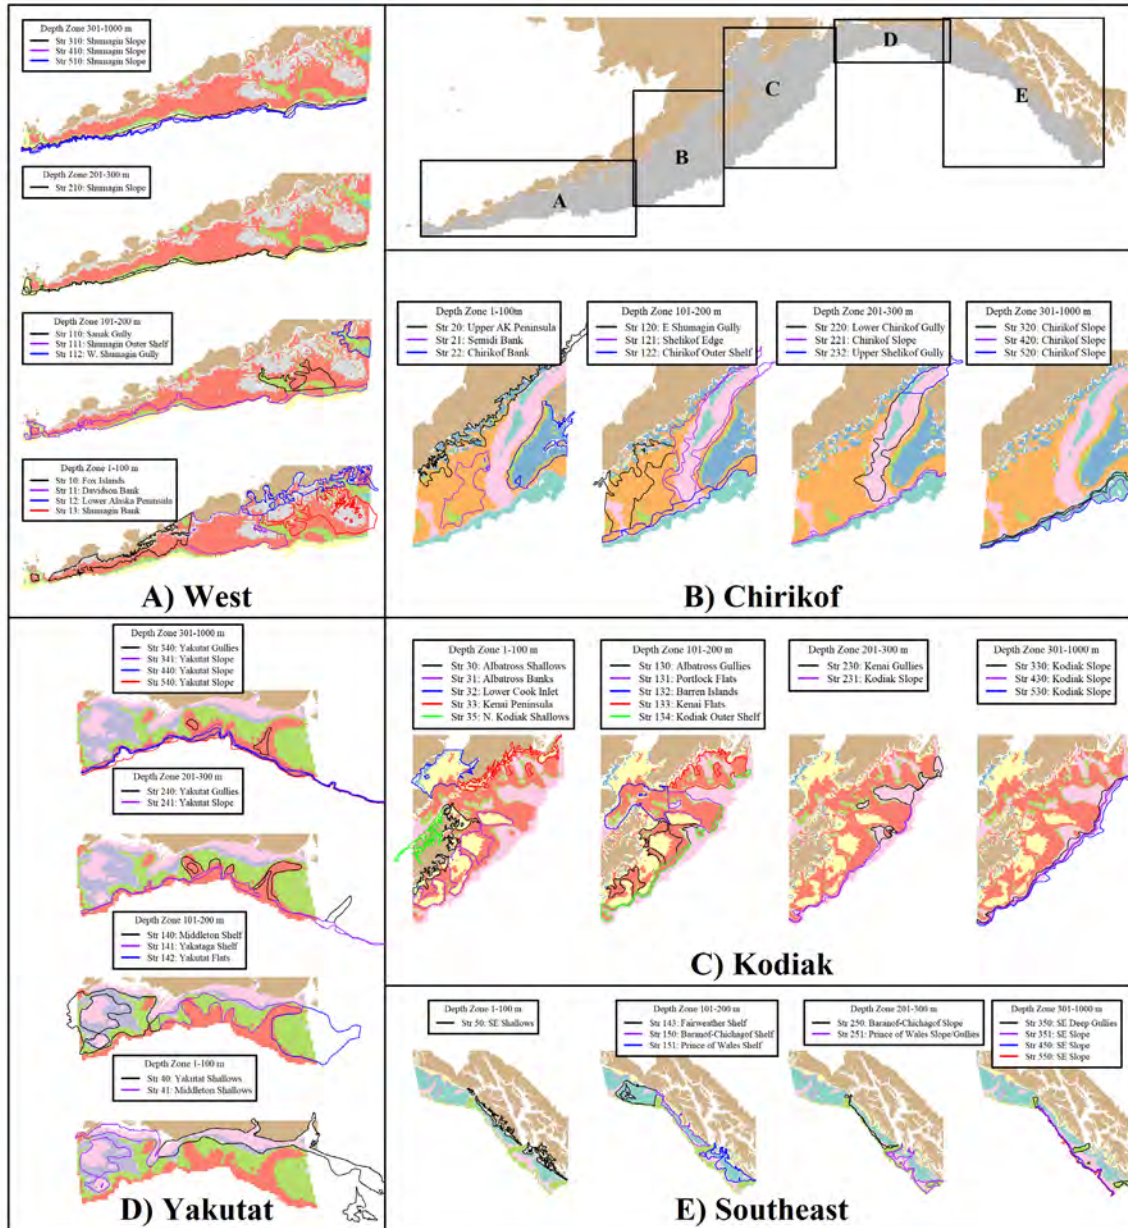 Depth Zone 301-1000 m
Str 310: Shumagin Slope
Str 410: Shumagin Slope
Str 510: Shumagin Slope
Depth Zone 201-300 m
Str 210: Shumagin Slope
Depth Zone 101-200 m
Str 110: Sanak Gully
Str 111: Shumagin Outer Shelf
Str 112: W. Shumagin Gully
Depth Zone 1-100 m
Str 10: Fox Islands
Str 11: Davidson Bank
Str 12: Lower Alaska Peninsula
Str 13: Shumagin Bank
A) West
A
B
C
D
E
Depth Zone 1-100m
Str 20: Upper AK Peninsula
Str 21: Semidi Bank
Str 22: Chirikof Bank
Depth Zone 101-200 m
Str 120: E Shumagin Gully
Str 121: Shelikof Edge
Str 122: Chirikof Outer Shelf
Depth Zone 201-300 m
Str 220: Lower Chirikof Gully
Str 221: Chirikof Slope
Str 232: Upper Shelikof Gully
Depth Zone 301-1000 m
Str 320: Chirikof Slope
Str 420: Chirikof Slope
Str 520: Chirikof Slope
B) Chirikof
Depth Zone 301-1000 m
Str 340: Yakutat Gullies
Str 341: Yakutat Slope
Str 440: Yakutat Slope
Str 540: Yakutat Slope
Depth Zone 201-300 m
Str 240: Yakutat Gullies
Str 241: Yakutat Slope
Depth Zone 101-200 m
Str 140: Middleton Shelf
Str 141: Yakataga Shelf
Str 142: Yakutat Flats
Depth Zone 1-100 m
Str 40: Yakutat Shallows
Str 41: Middleton Shallows
D) Yakutat
Depth Zone 1-100 m
Str 30: Albatross Shallows
Str 31: Albatross Banks
Str 32: Lower Cook Inlet
Str 33: Kenai Peninsula
Str 35: N. Kodiak Shallows
Depth Zone 101-200 m
Str 130: Albatross Gullies
Str 131: Portlock Flats
Str 132: Barren Islands
Str 133: Kenai Flats
Str 134: Kodiak Outer Shelf
Depth Zone 201-300 m
Str 230: Kenai Gullies
Str 231: Kodiak Slope
Depth Zone 301-1000 m
Str 330: Kodiak Slope
Str 430: Kodiak Slope
Str 530: Kodiak Slope
C) Kodiak
Depth Zone 1-100 m
Str 50: SE Shallows
Depth Zone 101-200 m
Str 143: Fairweather Shelf
Str 150: Baranof-Chichagof Shelf
Str 151: Prince of Wales Shelf
Depth Zone 201-300 m
Str 250: Baranof-Chichagof Slope
Str 251: Prince of Wales Slope/Gullies
Depth Zone 301-1000 m
Str 350: SE Deep Gullies
Str 351: SE Slope
Str 450: SE Slope
Str 550: SE Slope
E) Southeast